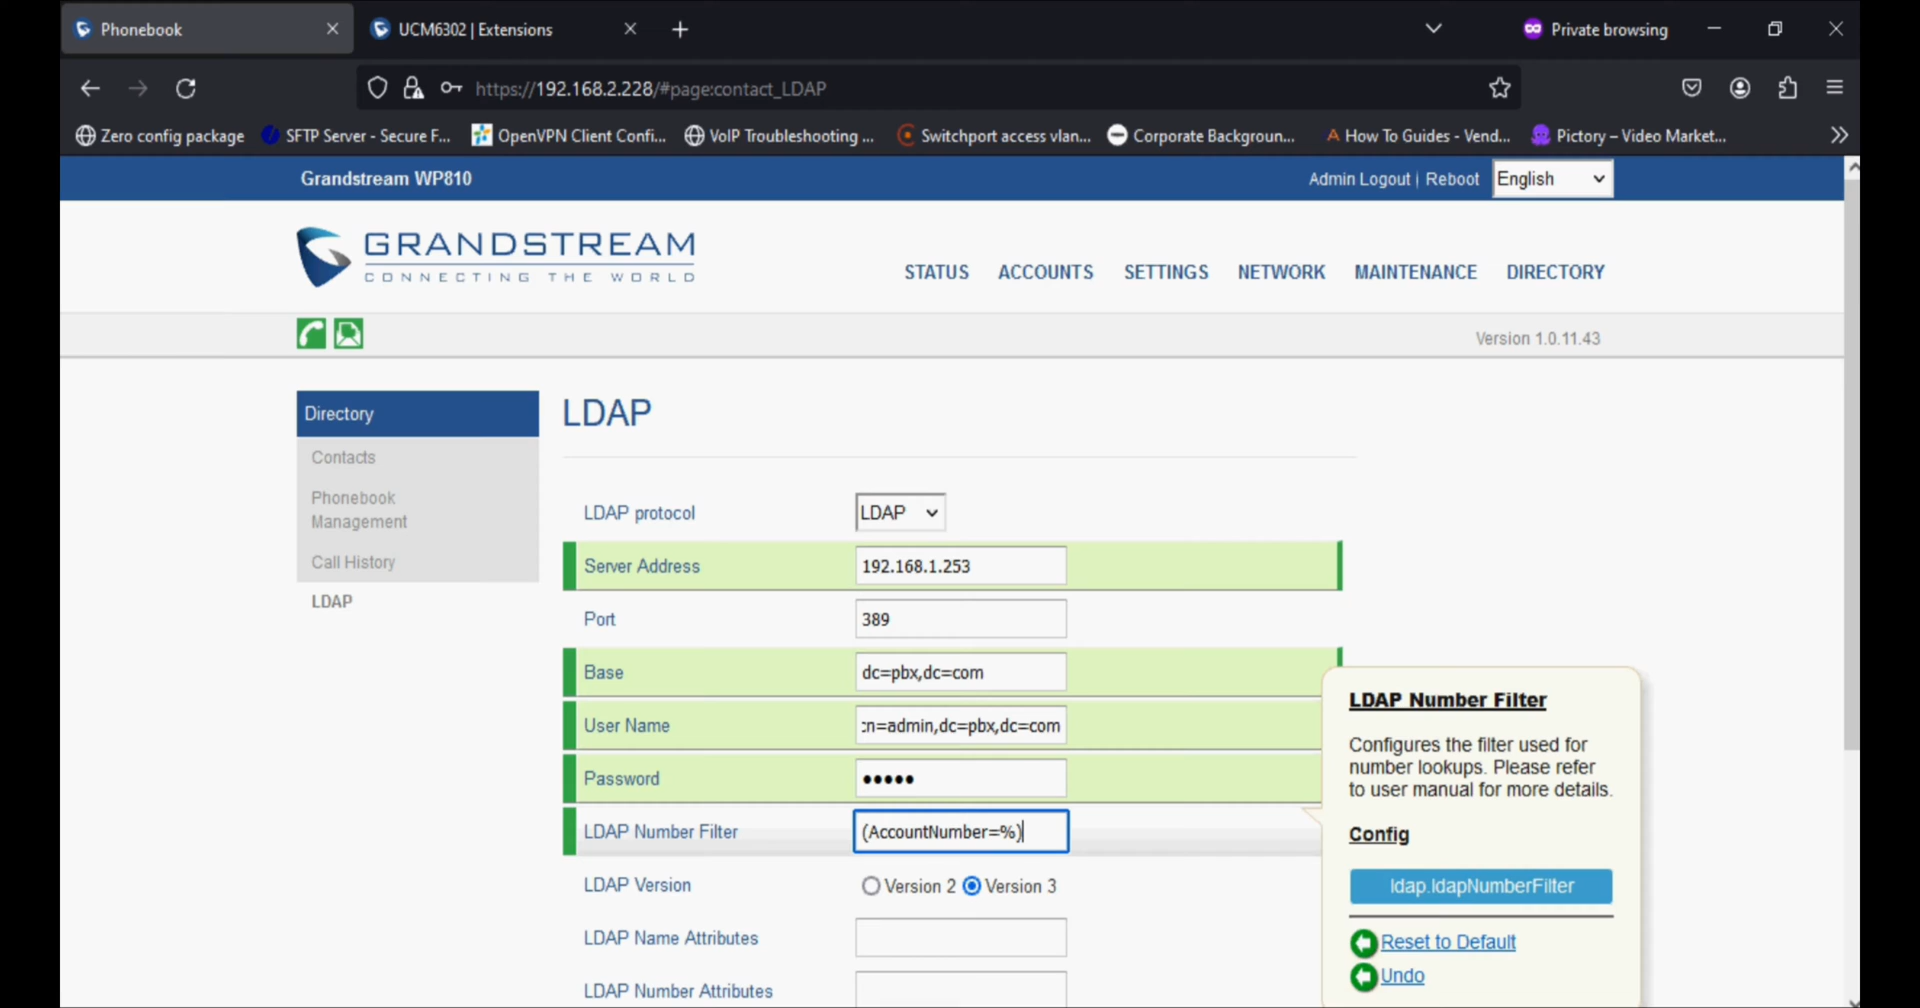 Phonebook
UCM6302 | Extensions
Private browsing
https://192.168.2.228/#page:contact_LDAP
Zero config package
SFTP Server - Secure F...
OpenVPN Client Confi...
VoIP Troubleshooting ...
Switchport access vlan...
Corporate Backgroun...
How To Guides - Vend...
Pictory – Video Market...
Grandstream WP810
Admin Logout | Reboot
English
GRANDSTREAM
CONNECTING THE WORLD
STATUS
ACCOUNTS
SETTINGS
NETWORK
MAINTENANCE
DIRECTORY
Version 1.0.11.43
Directory
Contacts
Phonebook
Management
Call History
LDAP
LDAP
LDAP protocol
LDAP
Server Address
192.168.1.253
Port
389
Base
dc=pbx,dc=com
User Name
cn=admin,dc=pbx,dc=com
Password
•••••
LDAP Number Filter
(AccountNumber=%)
LDAP Version
Version 2
Version 3
LDAP Name Attributes
LDAP Number Attributes
LDAP Number Filter
Configures the filter used for
number lookups. Please refer
to user manual for more details.
Config
ldap.ldapNumberFilter
Reset to Default
Undo